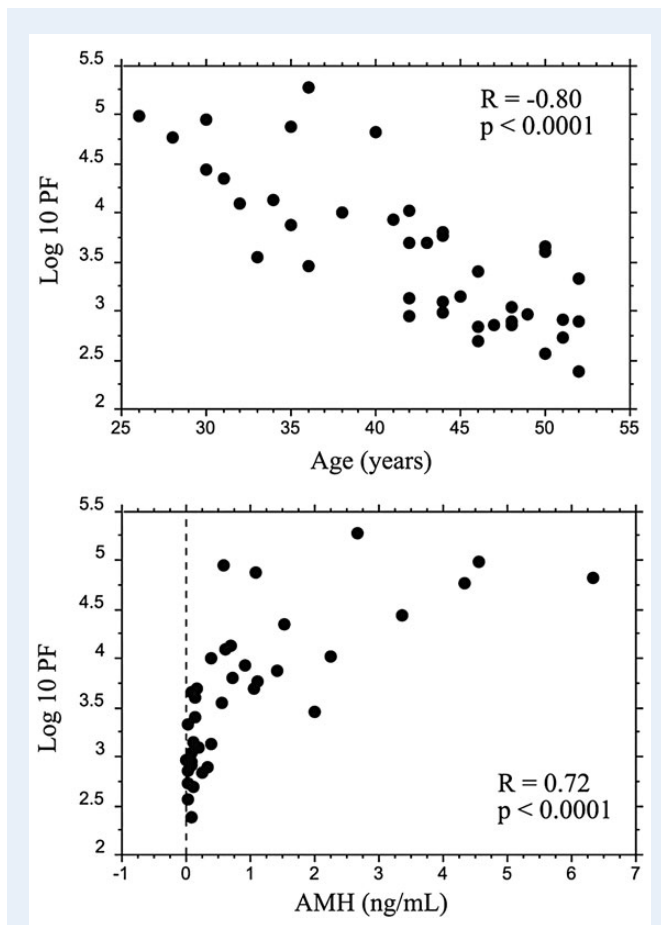 5.5
5
4.5
4
3.5
3
2.5
2
Log 10 PF
R = -0.80
p < 0.0001
25 30 35 40 45 50 55
Age (years)
5.5
5
4.5
4
3.5
3
2.5
2
Log 10 PF
R = 0.72
p < 0.0001
-1 0 1 2 3 4 5 6 7
AMH (ng/mL)